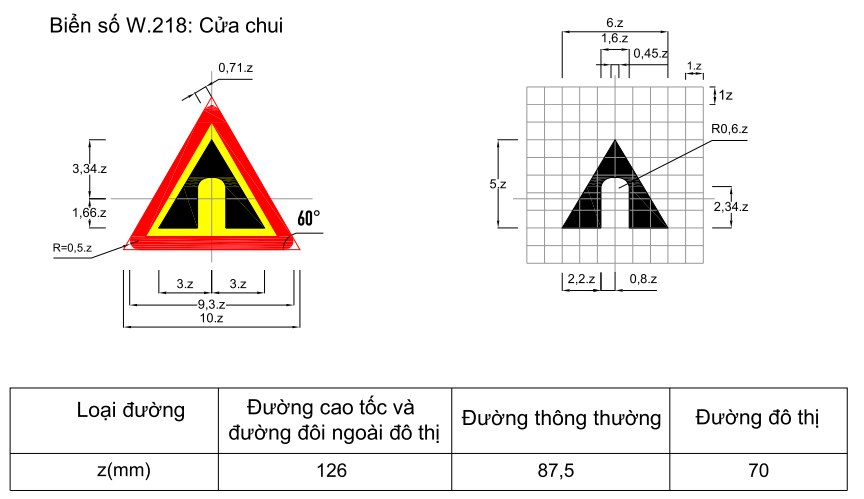 Biển số W.218: Cửa chui
0,71.z
3,34.z
1,66.z
60°
R=0,5.z
3.z 3.z
9,3.z
10.z
6.z
1,6.z
0,45.z
1.z
1z
R0,6.z
5.z
2,34.z
2,2.z 0,8.z
Loại đường Đường cao tốc và đường đôi ngoài đô thị Đường thông thường Đường đô thị
z(mm) 126 87,5 70